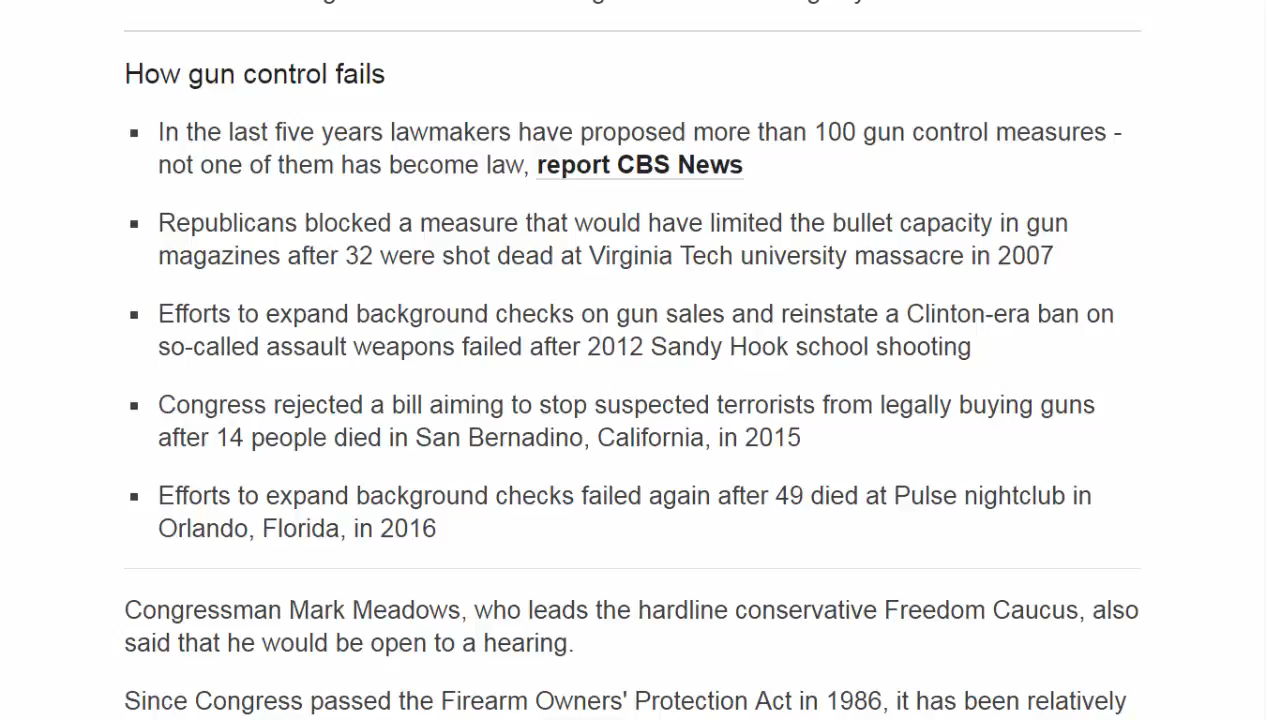 How gun control fails
▪ In the last five years lawmakers have proposed more than 100 gun control measures -
not one of them has become law, report CBS News
▪ Republicans blocked a measure that would have limited the bullet capacity in gun
magazines after 32 were shot dead at Virginia Tech university massacre in 2007
▪ Efforts to expand background checks on gun sales and reinstate a Clinton-era ban on
so-called assault weapons failed after 2012 Sandy Hook school shooting
▪ Congress rejected a bill aiming to stop suspected terrorists from legally buying guns
after 14 people died in San Bernadino, California, in 2015
▪ Efforts to expand background checks failed again after 49 died at Pulse nightclub in
Orlando, Florida, in 2016
Congressman Mark Meadows, who leads the hardline conservative Freedom Caucus, also
said that he would be open to a hearing.
Since Congress passed the Firearm Owners' Protection Act in 1986, it has been relatively